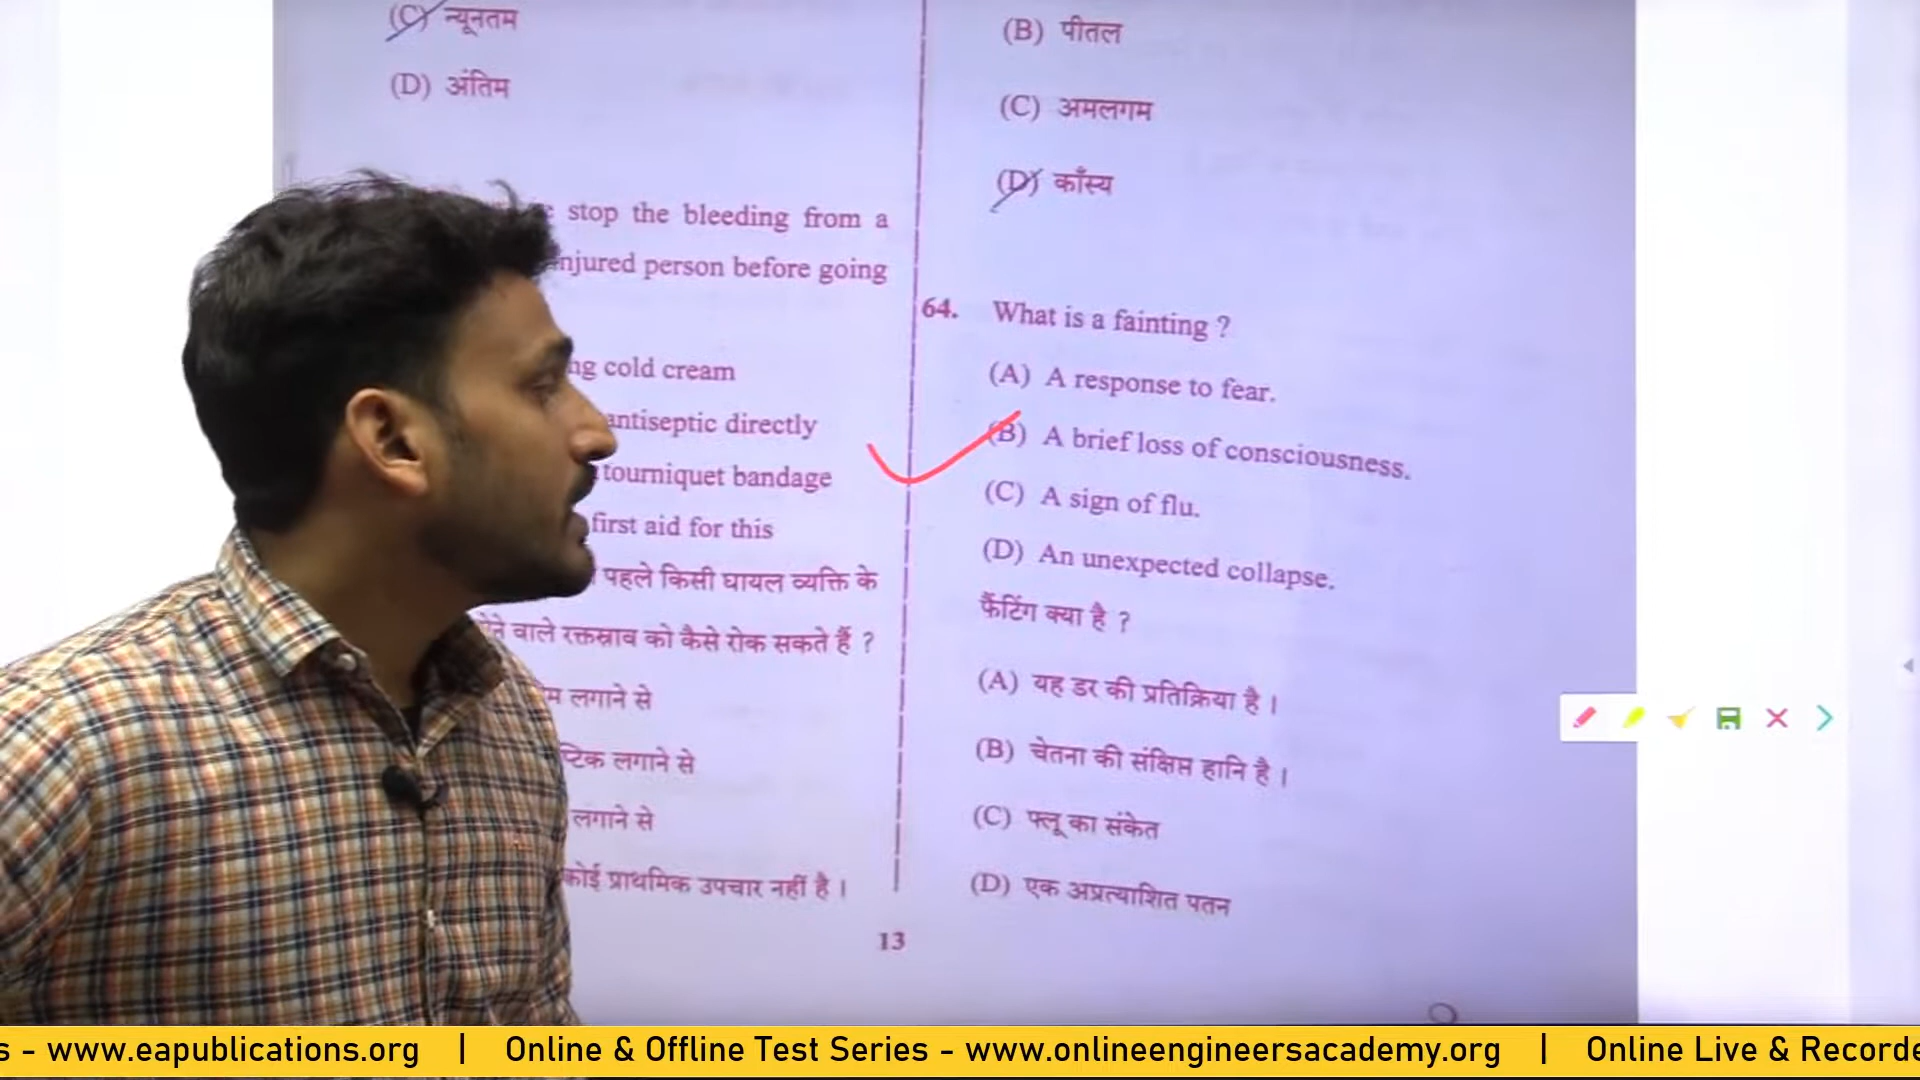 (C) न्यूनतम
(D) अंतिम
stop the bleeding from a
injured person before going
cold cream
antiseptic directly
tourniquet bandage
first aid for this
पहले किसी घायल व्यक्ति के
वाले रक्तस्राव को कैसे रोक सकते हैं ?
लगाने से
लगाने से
लगाने से
कोई प्राथमिक उपचार नहीं है ।
(B) पीतल
(C) अमलगम
(D) काँस्य
64. What is a fainting ?
(A) A response to fear.
(B) A brief loss of consciousness.
(C) A sign of flu.
(D) An unexpected collapse.
फैंटिंग क्या है ?
(A) यह डर की प्रतिक्रिया है ।
(B) चेतना की संक्षिप्त हानि है ।
(C) फ्लू का संकेत
(D) एक अप्रत्याशित पतन
13
- www.eapublications.org | Online & Offline Test Series - www.onlineengineersacademy.org | Online Live &